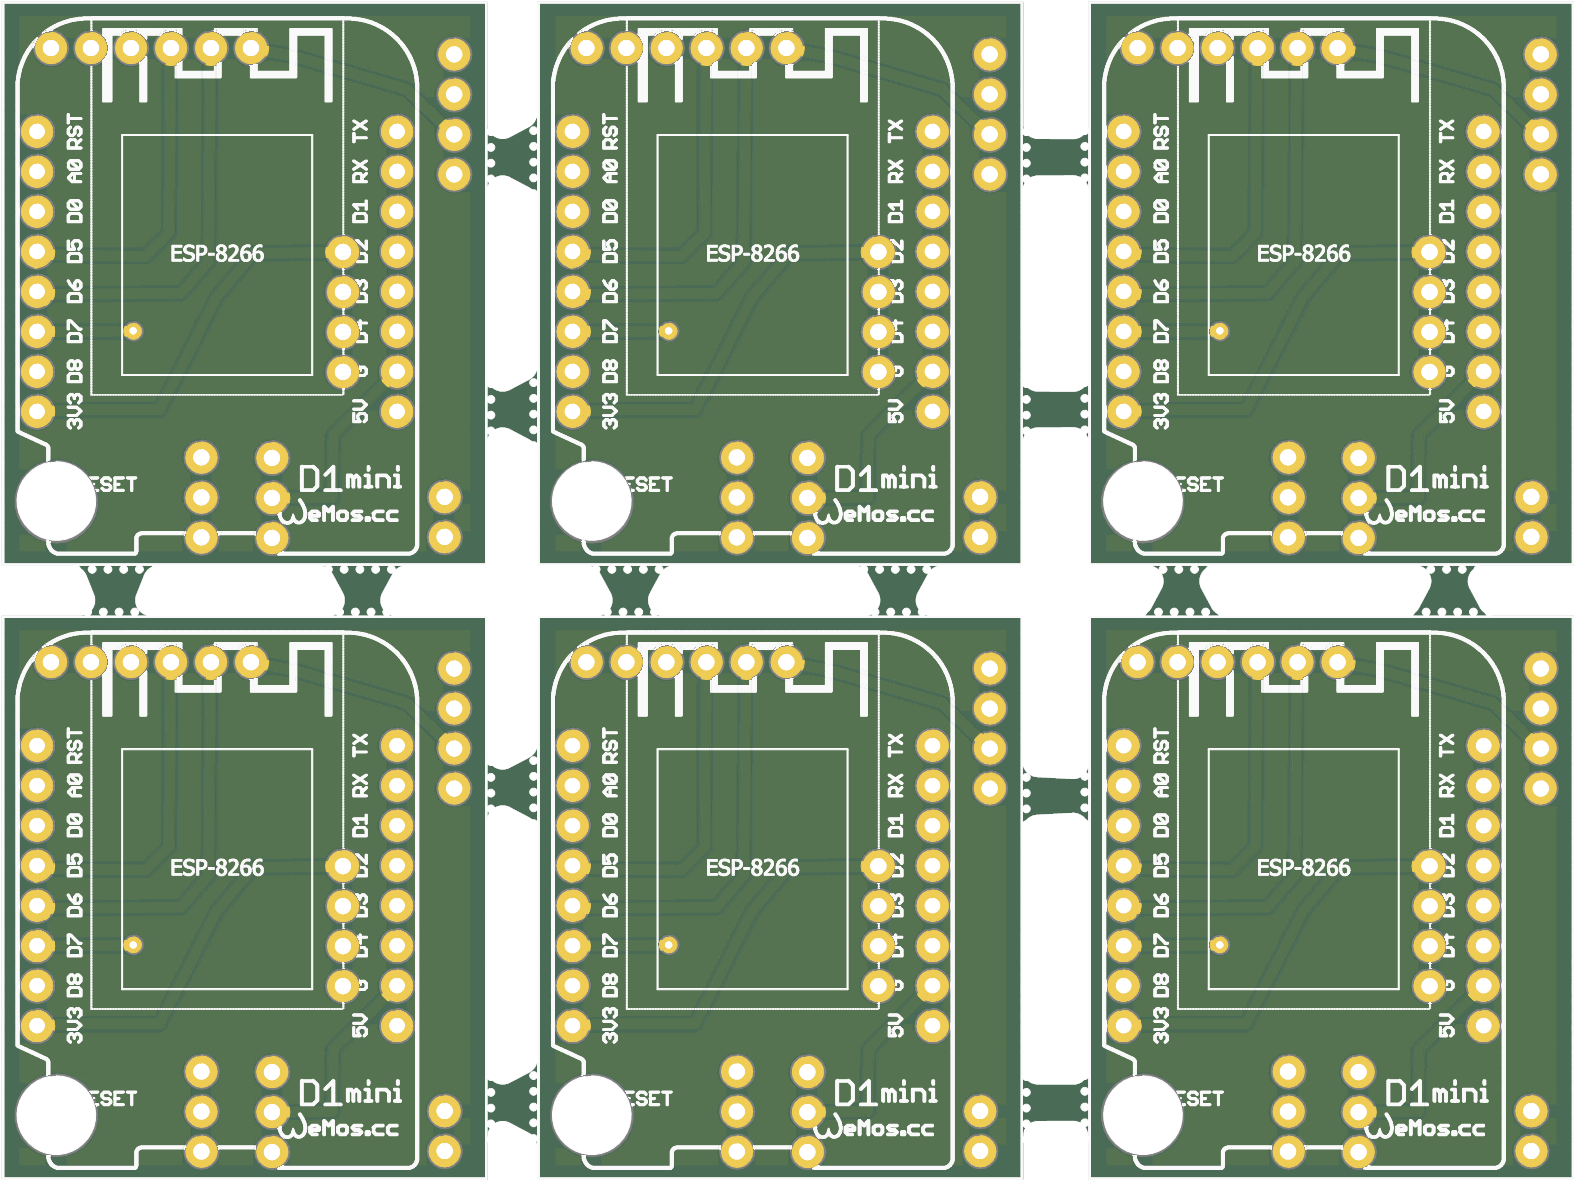 RST TX
A0 RX
D0 D1
D5 D2
ESP-8266
D6 D3
D7 D4
D8 G
3V3 5V
ESET
D1mini
WeMos.cc
RST TX
A0 RX
D0 D1
D5 D2
ESP-8266
D6 D3
D7 D4
D8 G
3V3 5V
ESET
D1mini
WeMos.cc
RST TX
A0 RX
D0 D1
D5 D2
ESP-8266
D6 D3
D7 D4
D8 G
3V3 5V
ESET
D1mini
WeMos.cc
RST TX
A0 RX
D0 D1
D5 D2
ESP-8266
D6 D3
D7 D4
D8 G
3V3 5V
ESET
D1mini
WeMos.cc
RST TX
A0 RX
D0 D1
D5 D2
ESP-8266
D6 D3
D7 D4
D8 G
3V3 5V
ESET
D1mini
WeMos.cc
RST TX
A0 RX
D0 D1
D5 D2
ESP-8266
D6 D3
D7 D4
D8 G
3V3 5V
ESET
D1mini
WeMos.cc